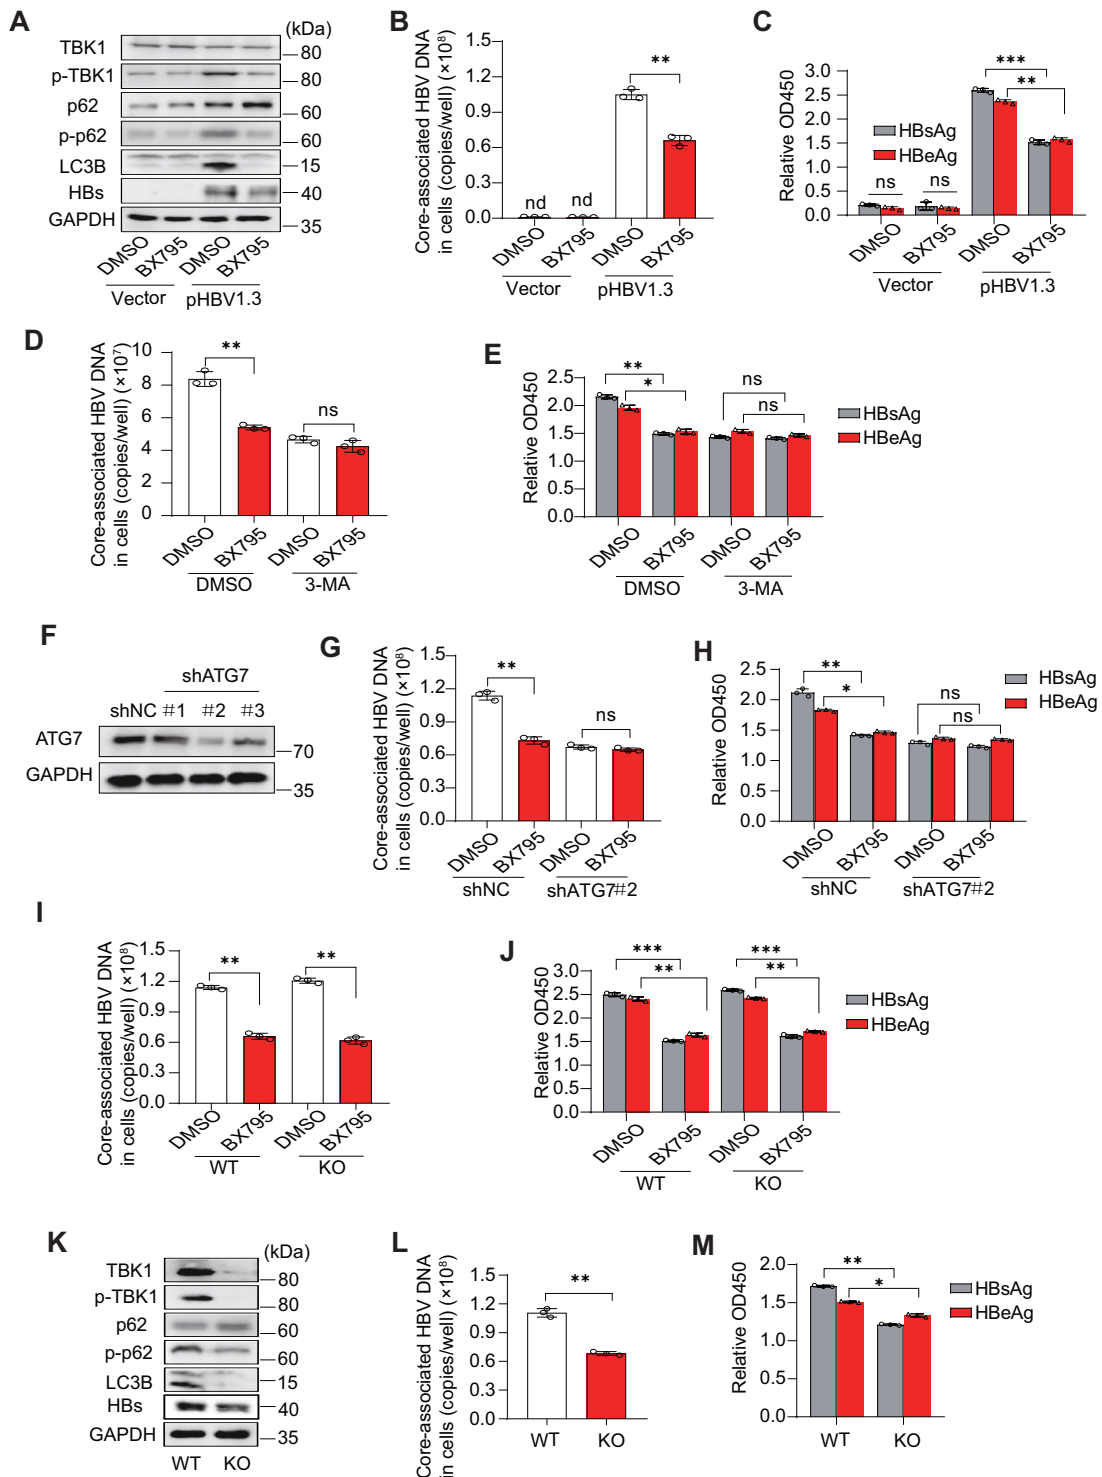 A
(kDa)
TBK1
80
p-TBK1
80
p62
60
p-p62
60
LC3B
15
HBs
40
GAPDH
35
DMSO
BX795
DMSO
BX795
Vector
pHBV1.3
B
Core-associated HBV DNA
in cells (copies/well) (×10⁸)
1.5
1.2
0.9
0.6
0.3
0.0
nd
nd
**
DMSO
BX795
DMSO
BX795
Vector
pHBV1.3
C
Relative OD450
3.0
2.5
2.0
1.5
1.0
0.5
0.0
HBsAg
HBeAg
ns
ns
***
**
DMSO
BX795
DMSO
BX795
Vector
pHBV1.3
D
Core-associated HBV DNA
in cells (copies/well) (×10⁷)
10
8
6
4
2
0
**
ns
DMSO
BX795
DMSO
BX795
DMSO
3-MA
E
Relative OD450
2.5
2.0
1.5
1.0
0.5
0.0
**
*
ns
ns
HBsAg
HBeAg
DMSO
BX795
DMSO
BX795
DMSO
3-MA
F
shATG7
shNC #1 #2 #3
ATG7
70
GAPDH
35
G
Core-associated HBV DNA
in cells (copies/well) (×10⁸)
1.5
1.2
0.9
0.6
0.3
0.0
**
ns
DMSO
BX795
DMSO
BX795
shNC
shATG7#2
H
Relative OD450
2.5
2.0
1.5
1.0
0.5
0.0
**
*
ns
ns
HBsAg
HBeAg
DMSO
BX795
DMSO
BX795
shNC
shATG7#2
I
Core-associated HBV DNA
in cells (copies/well) (×10⁸)
1.5
1.2
0.9
0.6
0.3
0.0
**
**
DMSO
BX795
DMSO
BX795
WT
KO
J
Relative OD450
3.0
2.5
2.0
1.5
1.0
0.5
0.0
***
**
***
**
HBsAg
HBeAg
DMSO
BX795
DMSO
BX795
WT
KO
K
(kDa)
TBK1
80
p-TBK1
80
p62
60
p-p62
60
LC3B
15
HBs
40
GAPDH
35
WT KO
L
Core-associated HBV DNA
in cells (copies/well) (×10⁸)
1.5
1.2
0.9
0.6
0.3
0.0
**
WT
KO
M
Relative OD450
2.0
1.5
1.0
0.5
0.0
**
*
HBsAg
HBeAg
WT
KO